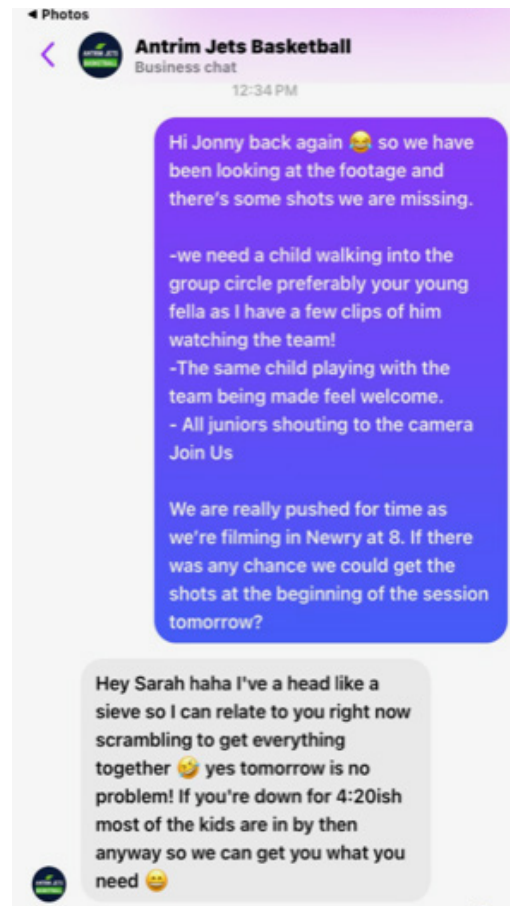 ◀ Photos
Antrim Jets Basketball
Business chat
12:34 PM
Hi Jonny back again 😂 so we have
been looking at the footage and
there's some shots we are missing.
-we need a child walking into the
group circle preferably your young
fella as I have a few clips of him
watching the team!
-The same child playing with the
team being made feel welcome.
- All juniors shouting to the camera
Join Us
We are really pushed for time as
we're filming in Newry at 8. If there
was any chance we could get the
shots at the beginning of the session
tomorrow?
Hey Sarah haha I've a head like a
sieve so I can relate to you right now
scrambling to get everything
together 🤣 yes tomorrow is no
problem! If you're down for 4:20ish
most of the kids are in by then
anyway so we can get you what you
need 😄